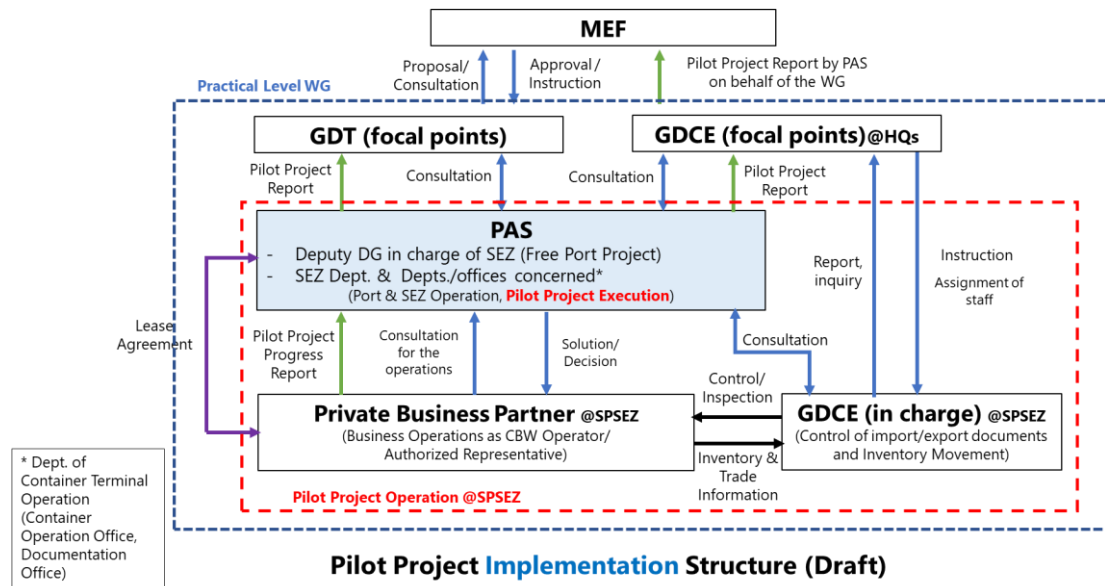 MEF
Proposal/
Consultation
Approval/
Instruction
Pilot Project Report by PAS
on behalf of the WG
Practical Level WG
GDT (focal points)
GDCE (focal points)@HQs
Pilot Project
Report
Consultation
Consultation
Pilot Project
Report
PAS
- Deputy DG in charge of SEZ (Free Port Project)
- SEZ Dept. & Depts./offices concerned*
(Port & SEZ Operation, Pilot Project Execution)
Report,
inquiry
Instruction
Assignment of
staff
Lease
Agreement
Pilot Project
Progress
Report
Consultation
for the
operations
Solution/
Decision
Consultation
Control/
Inspection
Private Business Partner @SPSEZ
(Business Operations as CBW Operator/
Authorized Representative)
GDCE (in charge) @SPSEZ
(Control of import/export documents
and Inventory Movement)
Inventory &
Trade
Information
Pilot Project Operation @SPSEZ
* Dept. of
Container Terminal
Operation
(Container
Operation Office,
Documentation
Office)
Pilot Project Implementation Structure (Draft)